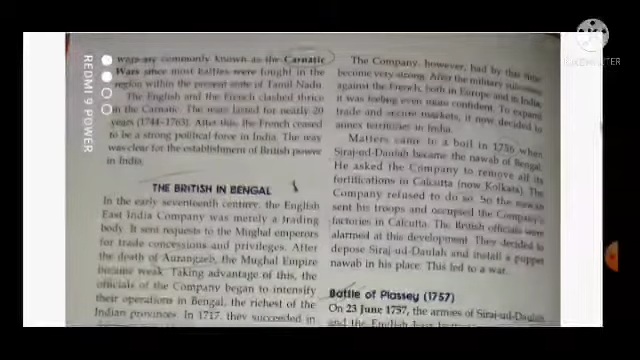 wars are commonly known as the Carnatic
Wars since most battles were fought in the
region within the present state of Tamil Nadu.
The English and the French clashed thrice
in the Carnatic. The wars lasted for nearly 20
years (1744–1763). After this the French ceased
to be a strong political force in India. The way
was clear for the establishment of British power
in India.
THE BRITISH IN BENGAL
In the early seventeenth century, the English
East India Company was merely a trading
body. It sent requests to the Mughal emperors
for trade concessions and privileges. After
the death of Aurangzeb, the Mughal Empire
became weak. Taking advantage of this, the
officials of the Company began to intensify
their operations in Bengal, the richest of the
Indian provinces. In 1717, they succeeded in
The Company, however, had by this time
become very strong. After the military successes
against the French, both in Europe and in India,
it was feeling even more confident. To expand
trade and secure markets, it now decided to
annex territories in India.
Matters came to a boil in 1756 when
Siraj-ud-Daulah became the nawab of Bengal.
He asked the Company to remove all its
fortifications in Calcutta (now Kolkata). The
Company refused to do so. So the nawab
sent his troops and occupied the Company's
factories in Calcutta. The British officials were
alarmed at this development. They decided to
depose Siraj-ud-Daulah and install a puppet
nawab in his place. This led to a war.
Battle of Plassey (1757)
On 23 June 1757, the armies of Siraj-ud-Daulah
and the English East
REDMI 9 POWER